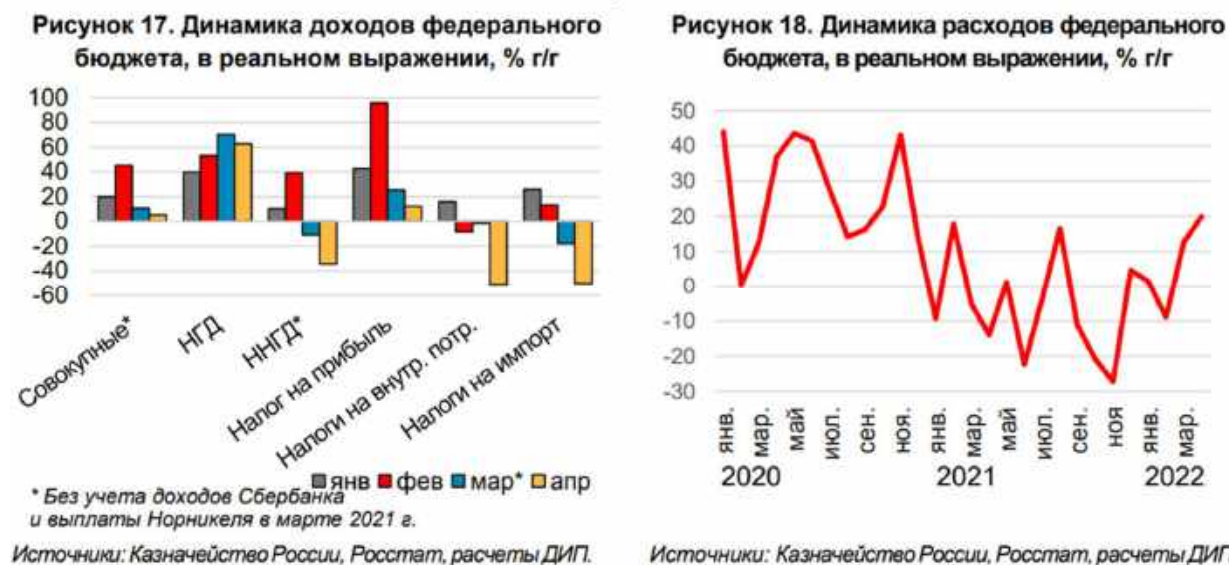 Рисунок 17. Динамика доходов федерального
бюджета, в реальном выражении, % г/г
100
80
60
40
20
0
-20
-40
-60
Совокупные*
НГД
ННГД*
Налог на прибыль
Налоги на внутр. потр.
Налоги на импорт
янв фев мар* апр
* Без учета доходов Сбербанка
и выплаты Норникеля в марте 2021 г.
Источники: Казначейство России, Росстат, расчеты ДИП.
Рисунок 18. Динамика расходов федерального
бюджета, в реальном выражении, % г/г
50
40
30
20
10
0
-10
-20
-30
янв. мар. май июл. сен. ноя. янв. мар. май июл. сен. ноя янв. мар.
2020 2021 2022
Источники: Казначейство России, Росстат, расчеты ДИП